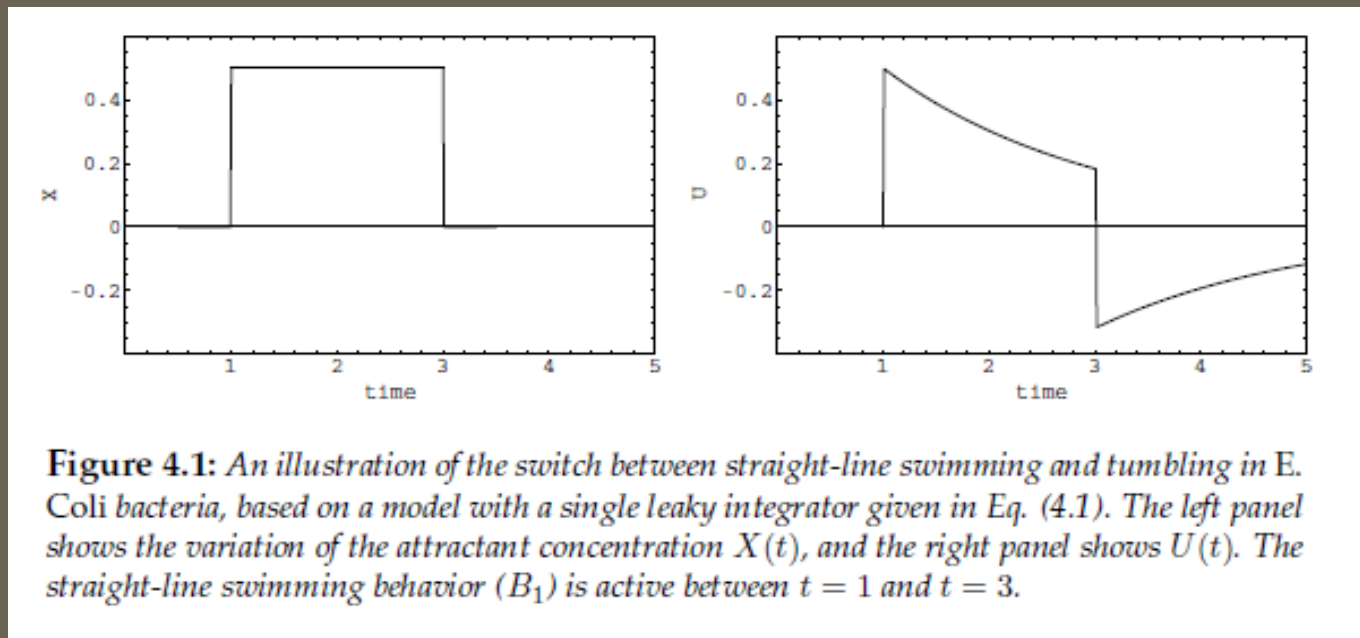 0.4
0.2
0
-0.2
X
1 2 3 4 5
time
0.4
0.2
0
-0.2
U
1 2 3 4 5
time
Figure 4.1: An illustration of the switch between straight-line swimming and tumbling in E.
Coli bacteria, based on a model with a single leaky integrator given in Eq. (4.1). The left panel
shows the variation of the attractant concentration X(t), and the right panel shows U(t). The
straight-line swimming behavior (B₁) is active between t = 1 and t = 3.